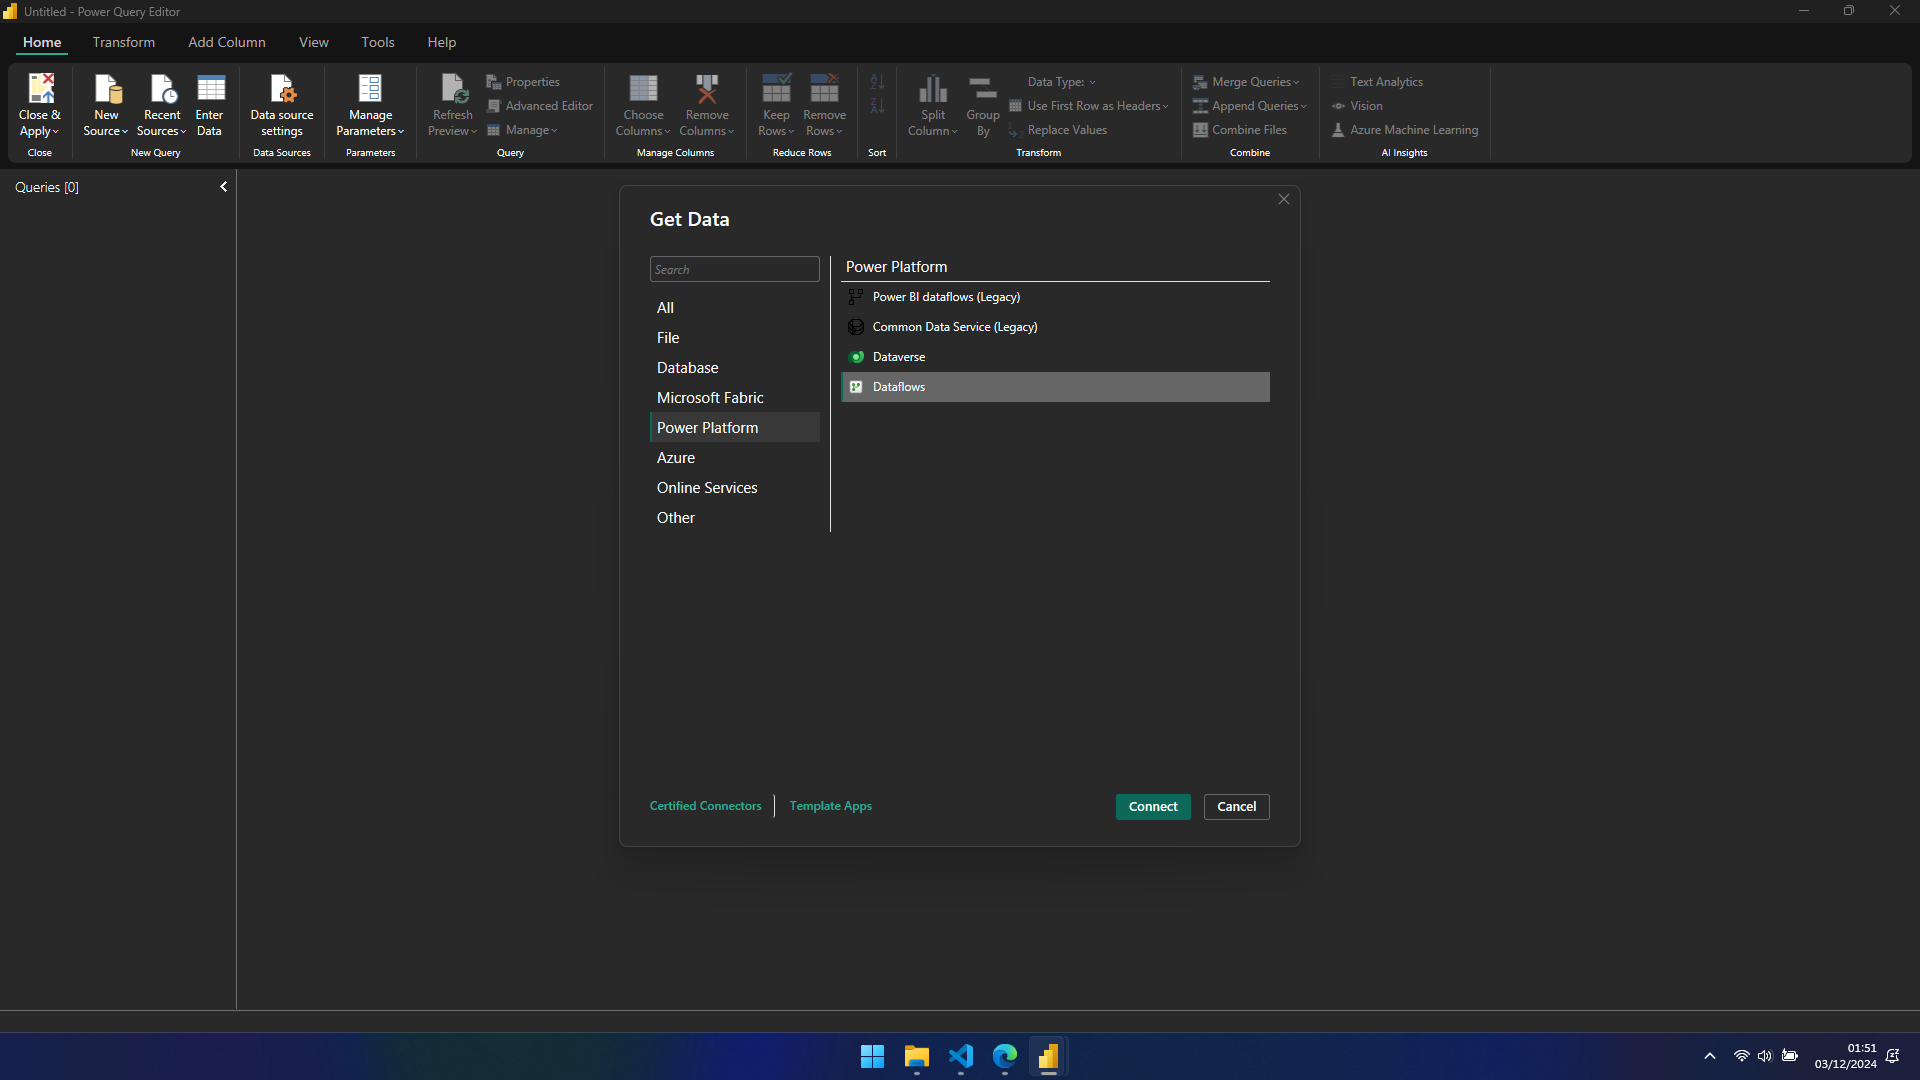 Untitled - Power Query Editor
Home Transform Add Column View Tools Help
Close & Apply
New Source
Recent Sources
Enter Data
Data source settings
Manage Parameters
Refresh Preview
Properties
Advanced Editor
Manage
Choose Columns
Remove Columns
Keep Rows
Remove Rows
Split Column
Group By
Data Type:
Use First Row as Headers
Replace Values
Merge Queries
Append Queries
Combine Files
Text Analytics
Vision
Azure Machine Learning
Close New Query Data Sources Parameters Query Manage Columns Reduce Rows Sort Transform Combine AI Insights
Queries [0]
Get Data
Search
All
File
Database
Microsoft Fabric
Power Platform
Azure
Online Services
Other
Power Platform
Power BI dataflows (Legacy)
Common Data Service (Legacy)
Dataverse
Dataflows
Certified Connectors Template Apps
Connect Cancel
01:51
03/12/2024